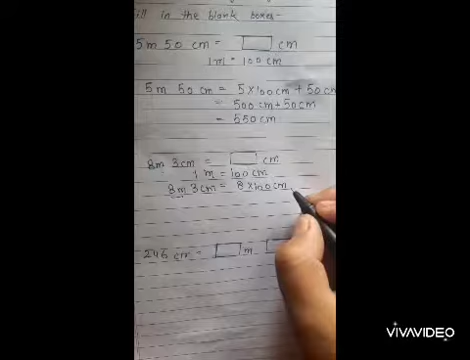 ill in the blank boxes-
5m 50 cm = cm
1m = 100 cm
5 m 50 cm = 5×100 cm + 50 cm
= 500 cm + 50 cm
= 550 cm
8m 3cm = cm
1 m = 100 cm
8m 3cm = 8×100 cm
246 cm = m
VIVAVIDEO